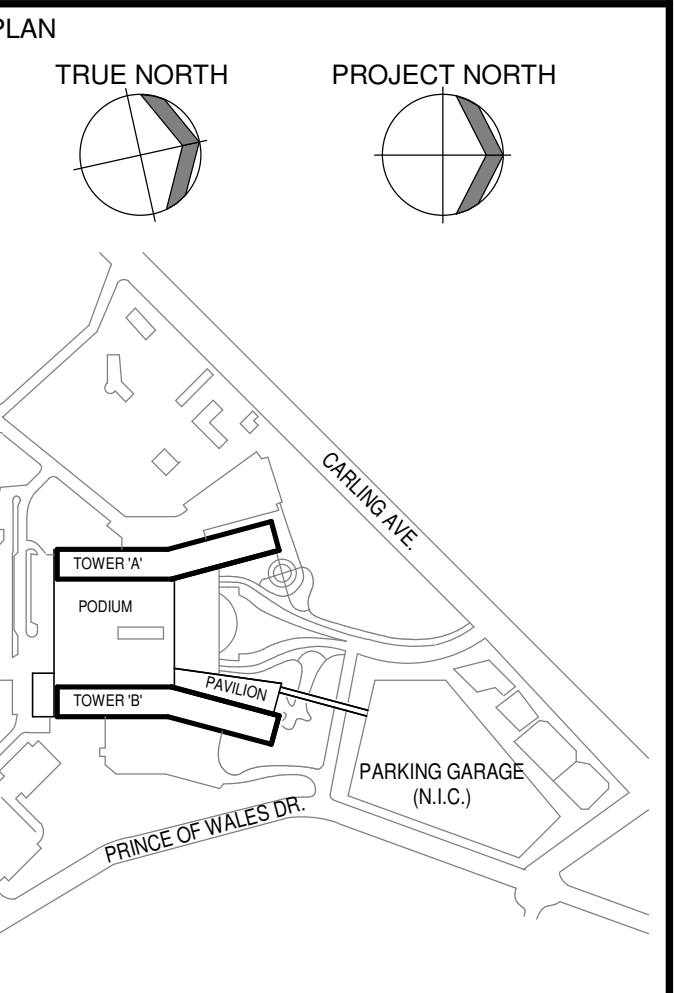 PLAN
TRUE NORTH
PROJECT NORTH
CARLING AVE.
TOWER 'A'
PODIUM
PAVILION
TOWER 'B'
PARKING GARAGE
(N.I.C.)
PRINCE OF WALES DR.